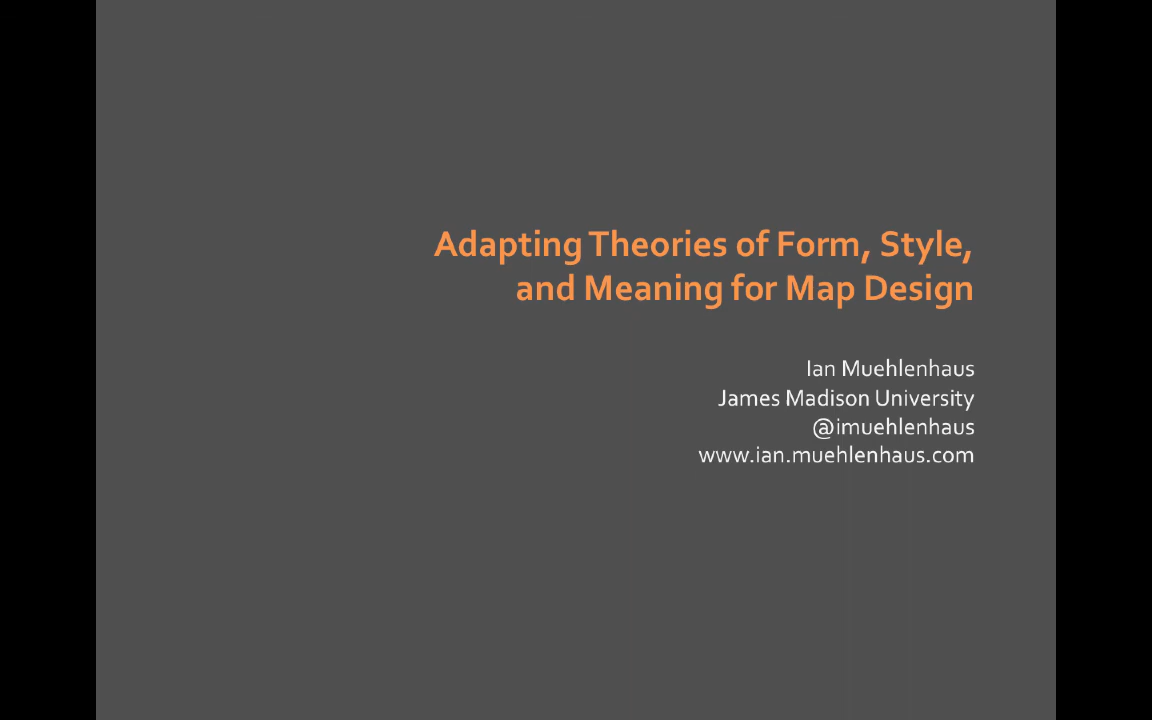 Adapting Theories of Form, Style,
and Meaning for Map Design
Ian Muehlenhaus
James Madison University
@imuehlenhaus
www.ian.muehlenhaus.com